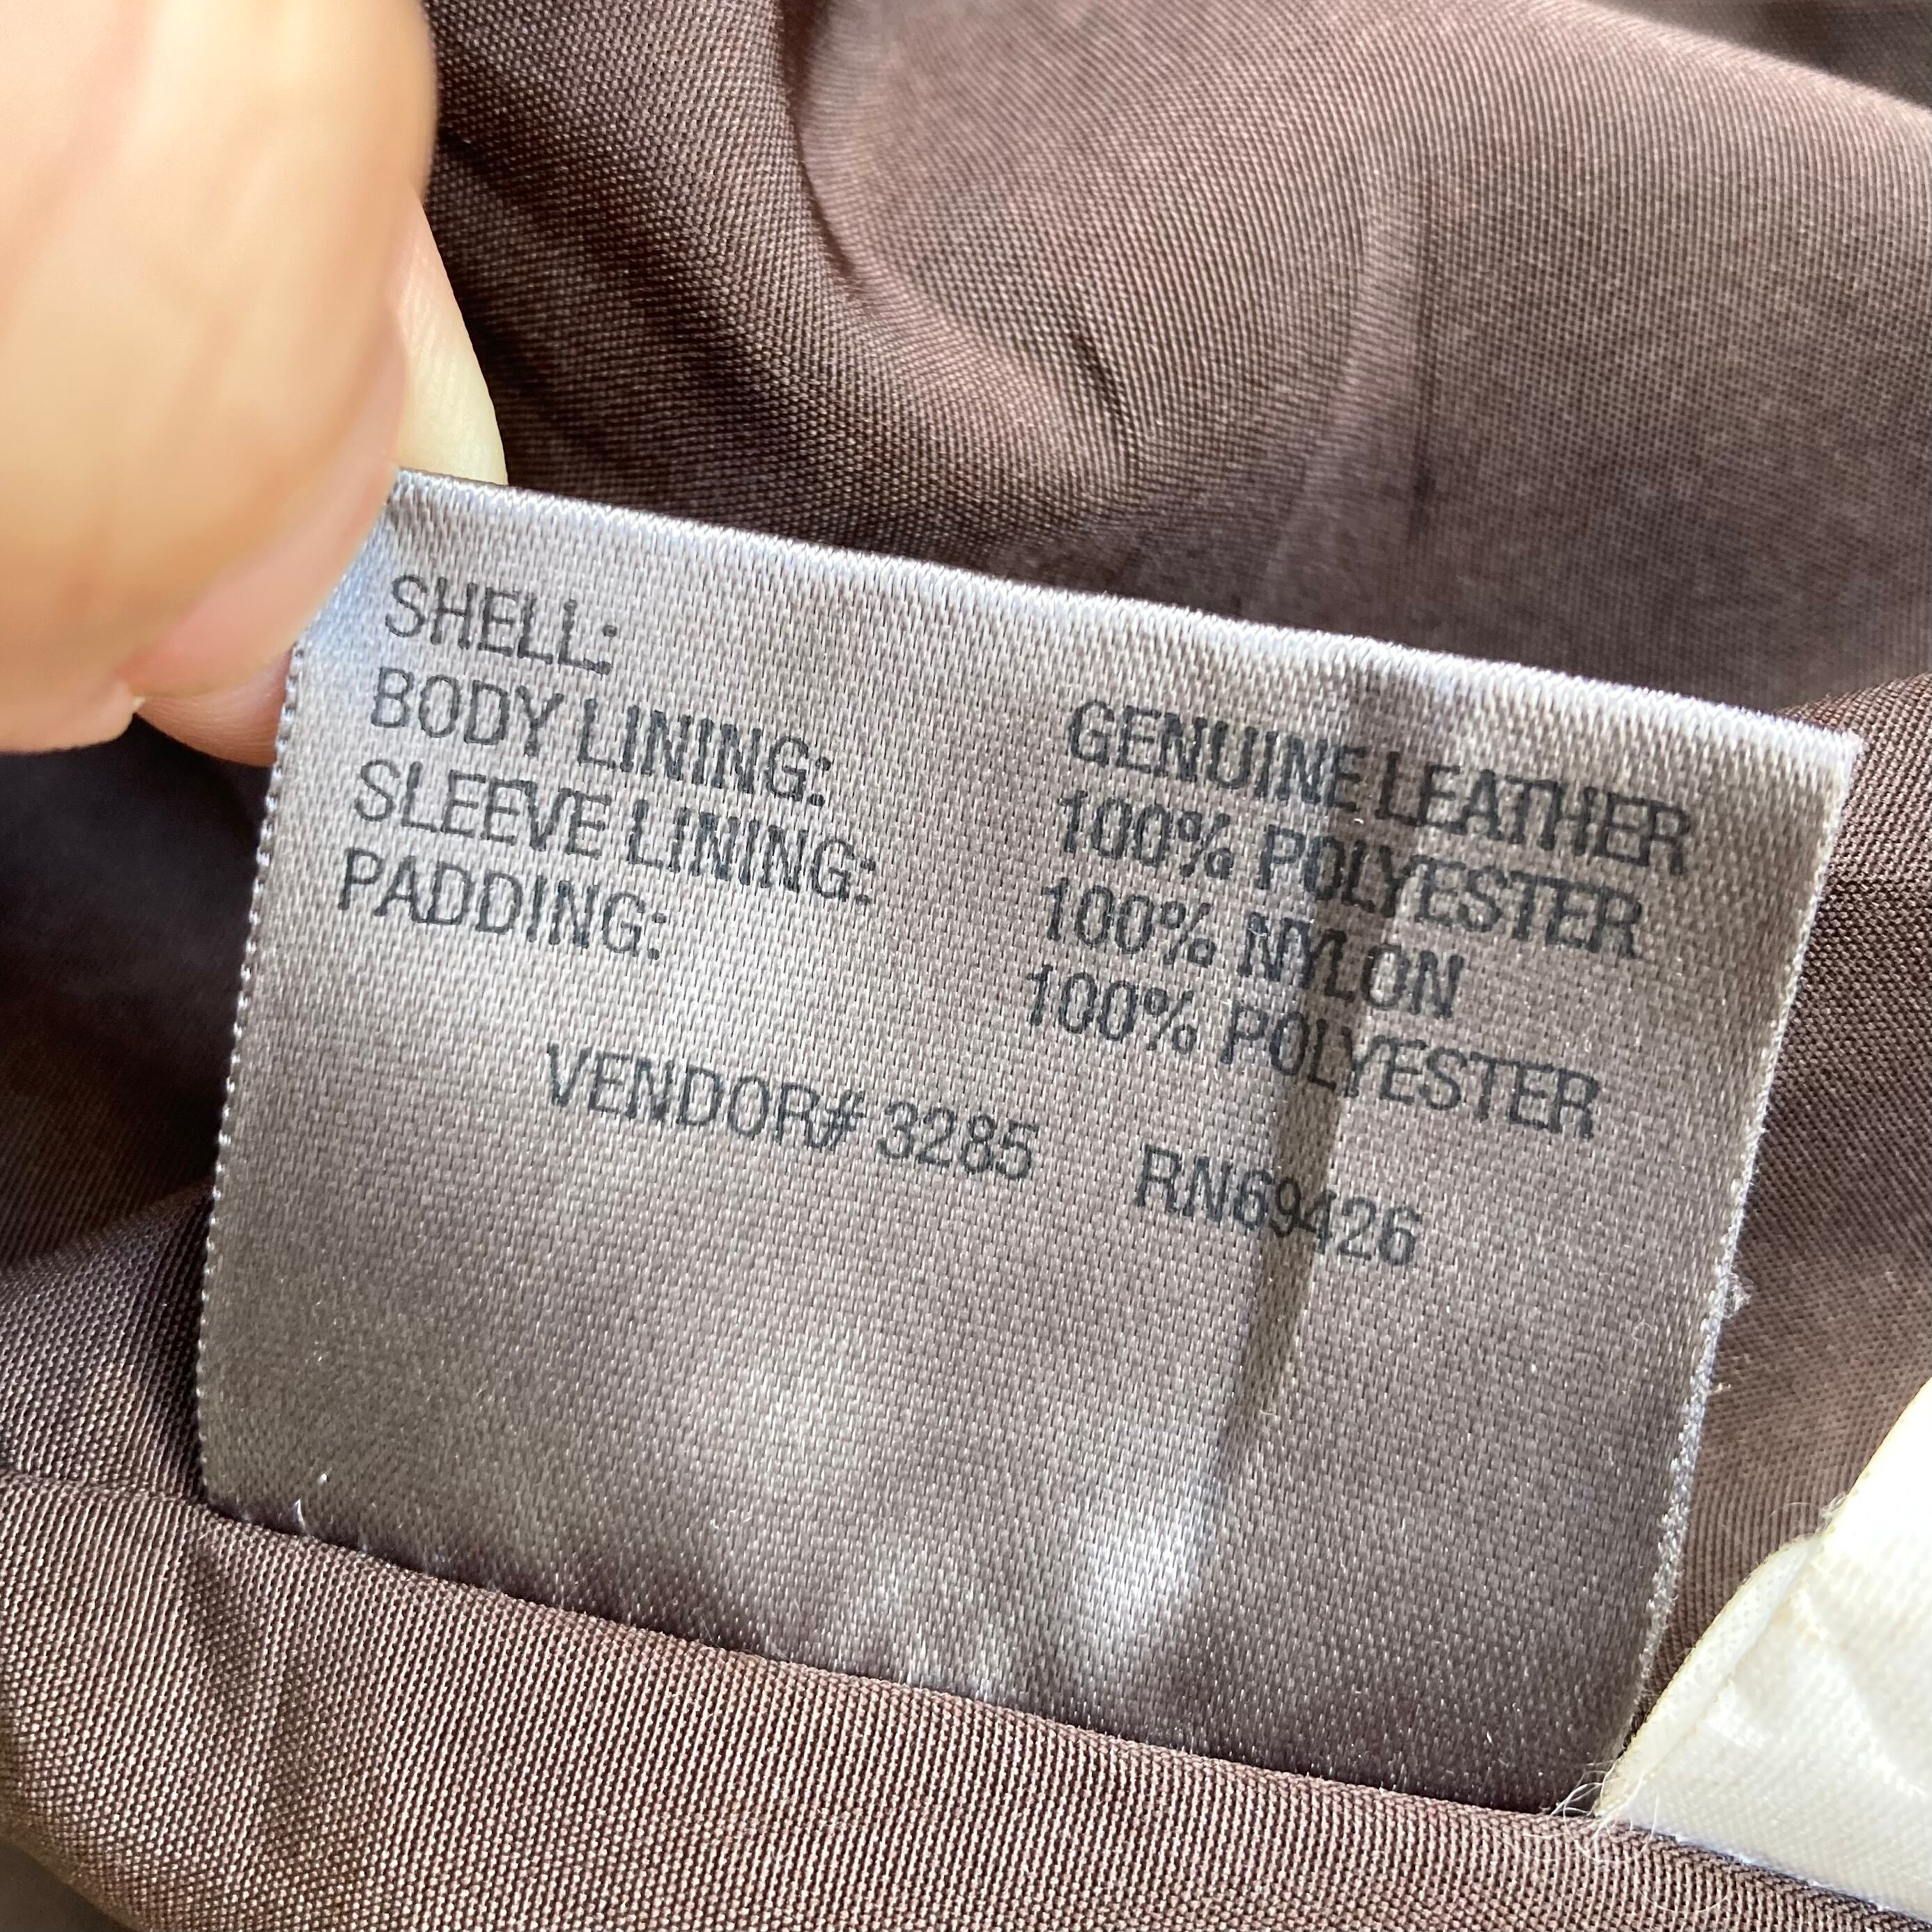 SHELL: GENUINE LEATHER
BODY LINING: 100% POLYESTER
SLEEVE LINING: 100% NYLON
PADDING: 100% POLYESTER
VENDOR# 3285 RN69426